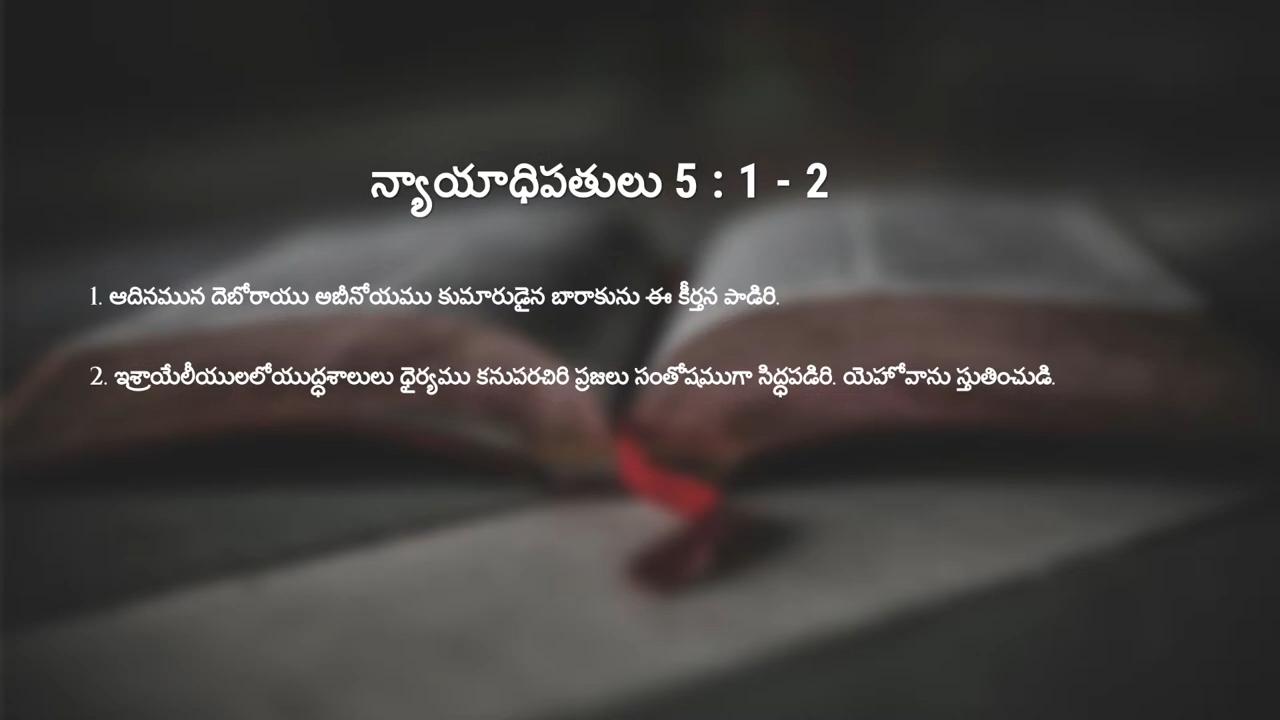 న్యాయాధిపతులు 5 : 1 - 2
1. ఆదినమున దెబోరాయు అబీనోయము కుమారుడైన బారాకును ఈ కీర్తన పాడిరి.
2. ఇశ్రాయేలీయులలోయుద్ధశాలులు ధైర్యము కనుపరచిరి ప్రజలు సంతోషముగా సిద్ధపడిరి. యెహోవాను స్తుతించుడి.